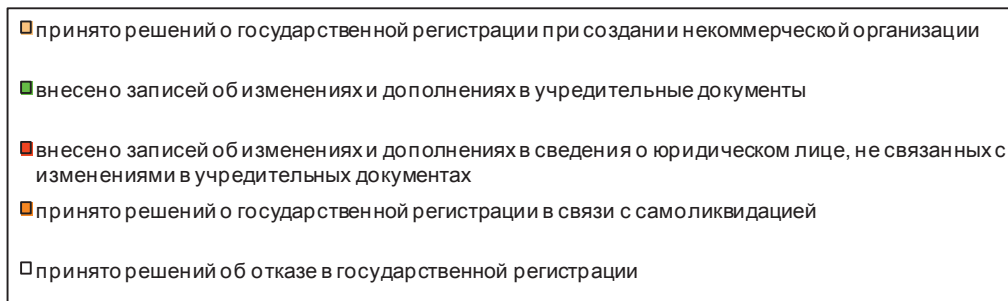 принято решений о государственной регистрации при создании некоммерческой организации
внесено записей об изменениях и дополнениях в учредительные документы
внесено записей об изменениях и дополнениях в сведения о юридическом лице, не связанных с
изменениями в учредительных документах
принято решений о государственной регистрации в связи с самоликвидацией
принято решений об отказе в государственной регистрации